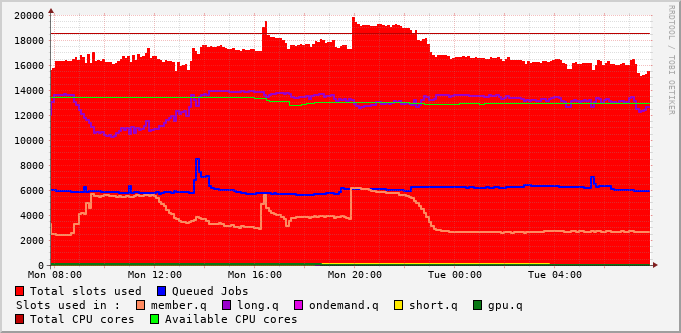 20000
18000
16000
14000
12000
10000
8000
6000
4000
2000
0
Mon 08:00 Mon 12:00 Mon 16:00 Mon 20:00 Tue 00:00 Tue 04:00
RRDTOOL / TOBI OETIKER
Total slots used Queued Jobs
Slots used in : member.q long.q ondemand.q short.q gpu.q
Total CPU cores Available CPU cores